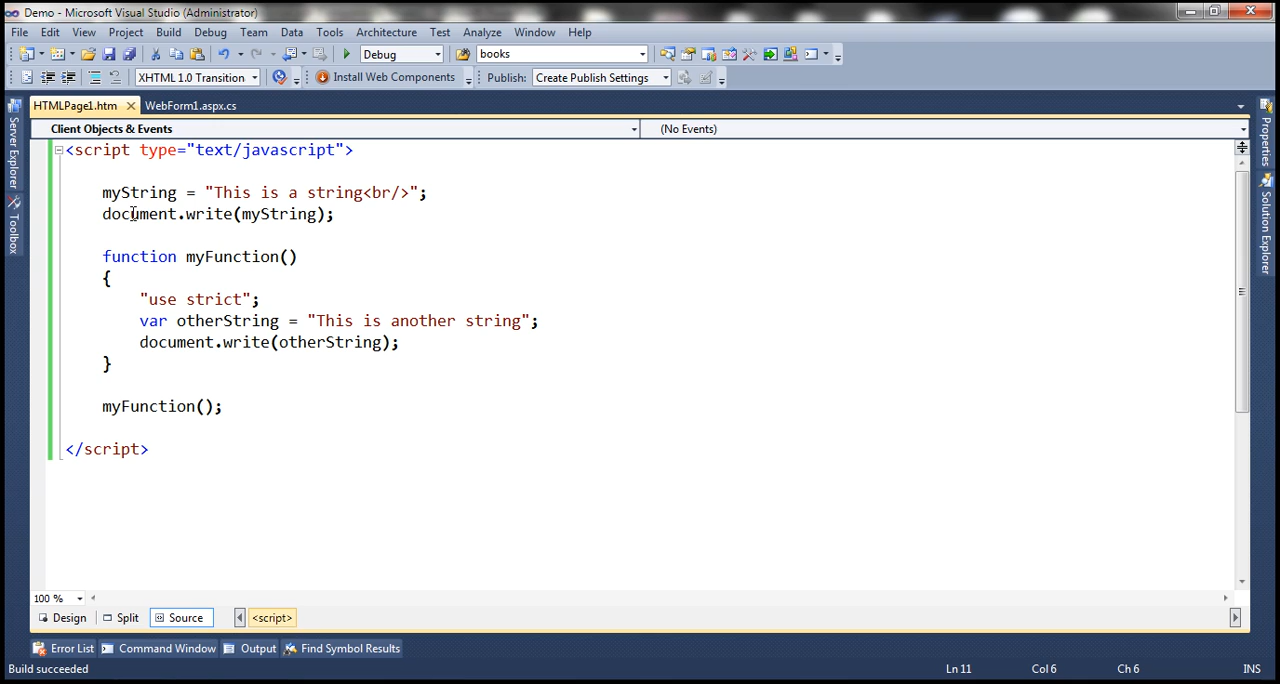 Demo - Microsoft Visual Studio (Administrator)
File Edit View Project Build Debug Team Data Tools Architecture Test Analyze Window Help
Debug books
XHTML 1.0 Transition Install Web Components Publish: Create Publish Settings
HTMLPage1.htm WebForm1.aspx.cs
Client Objects & Events (No Events)
<script type="text/javascript">
myString = "This is a string<br/>";
document.write(myString);
function myFunction()
{
"use strict";
var otherString = "This is another string";
document.write(otherString);
}
myFunction();
</script>
Server Explorer
Toolbox
Properties
Solution Explorer
100 %
Design Split Source <script>
Error List Command Window Output Find Symbol Results
Build succeeded Ln 11 Col 6 Ch 6 INS